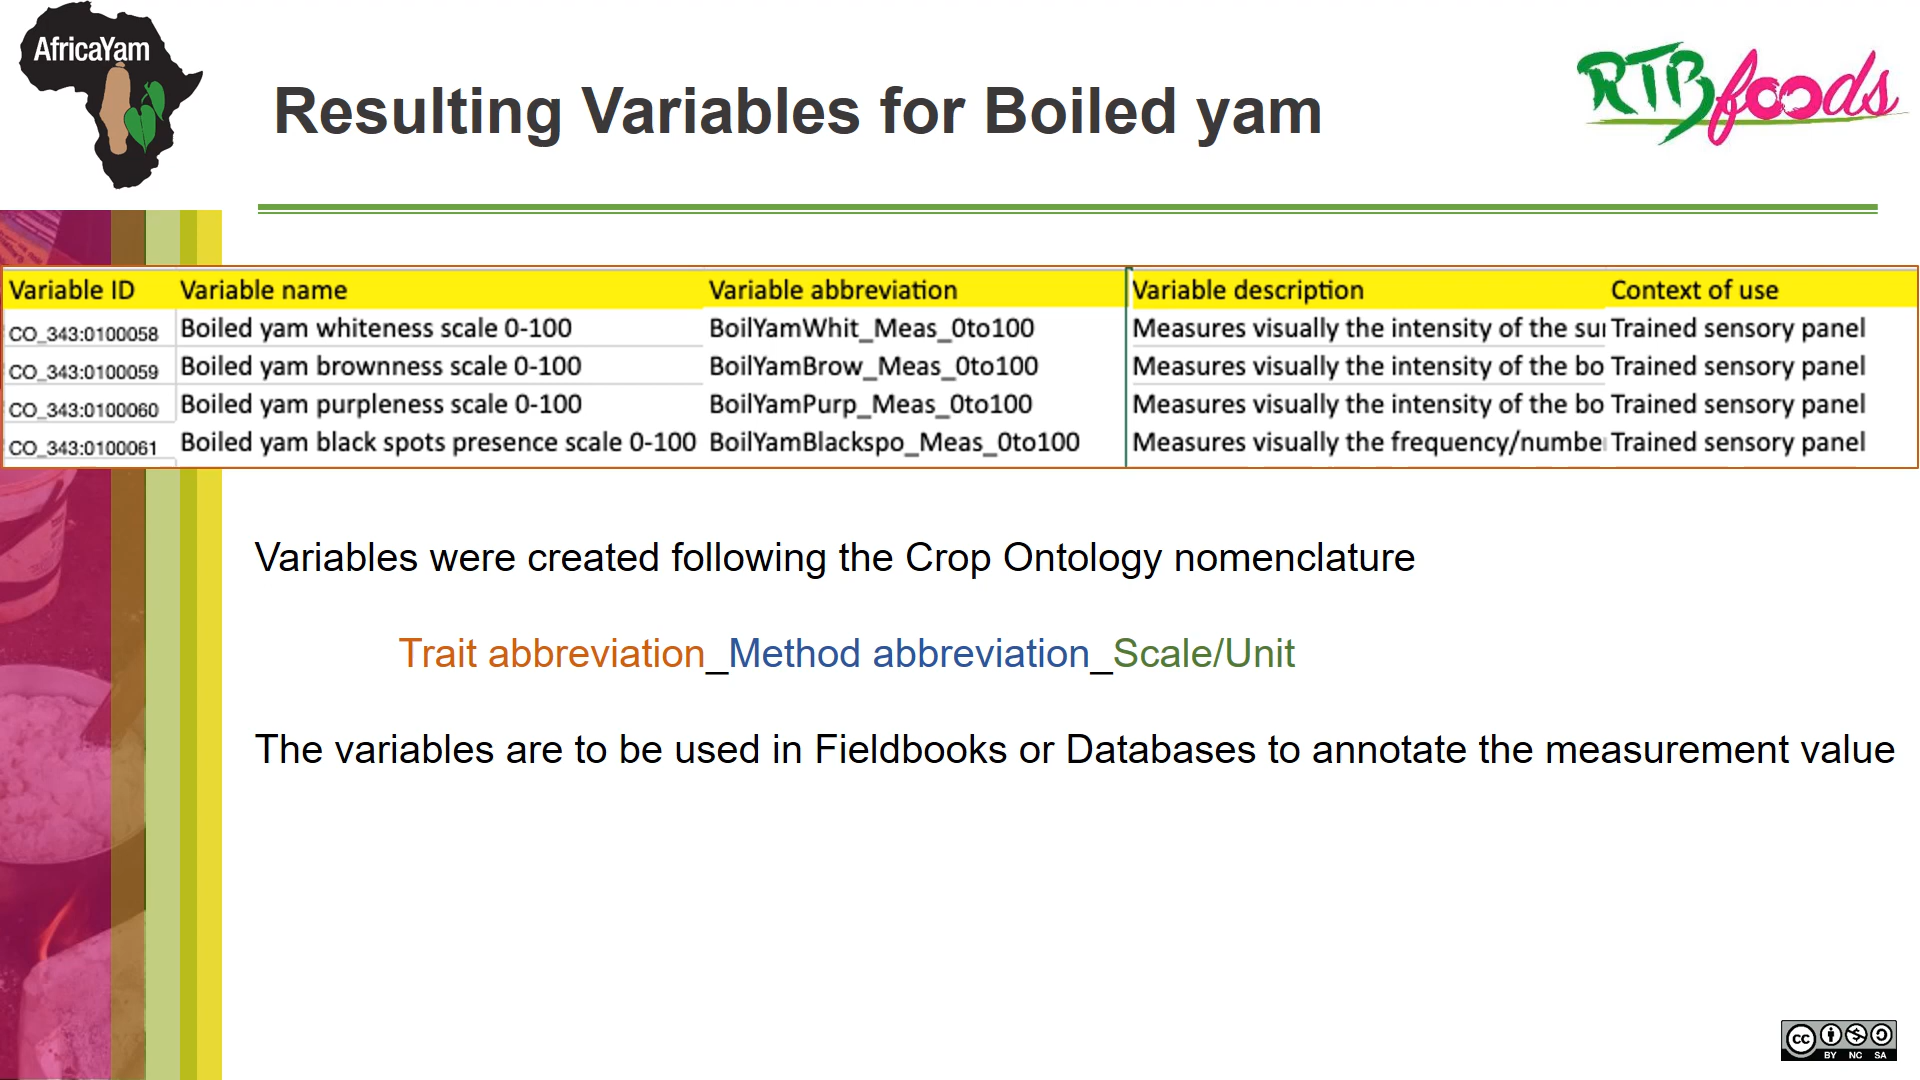 AfricaYam
Resulting Variables for Boiled yam
RTBfoods
Variable ID Variable name Variable abbreviation Variable description Context of use
CO_343:0100058 Boiled yam whiteness scale 0-100 BoilYamWhit_Meas_0to100 Measures visually the intensity of the sur Trained sensory panel
CO_343:0100059 Boiled yam brownness scale 0-100 BoilYamBrow_Meas_0to100 Measures visually the intensity of the bo Trained sensory panel
CO_343:0100060 Boiled yam purpleness scale 0-100 BoilYamPurp_Meas_0to100 Measures visually the intensity of the bo Trained sensory panel
CO_343:0100061 Boiled yam black spots presence scale 0-100 BoilYamBlackspo_Meas_0to100 Measures visually the frequency/numbe Trained sensory panel
Variables were created following the Crop Ontology nomenclature
Trait abbreviation_Method abbreviation_Scale/Unit
The variables are to be used in Fieldbooks or Databases to annotate the measurement value
cc
BY NC SA